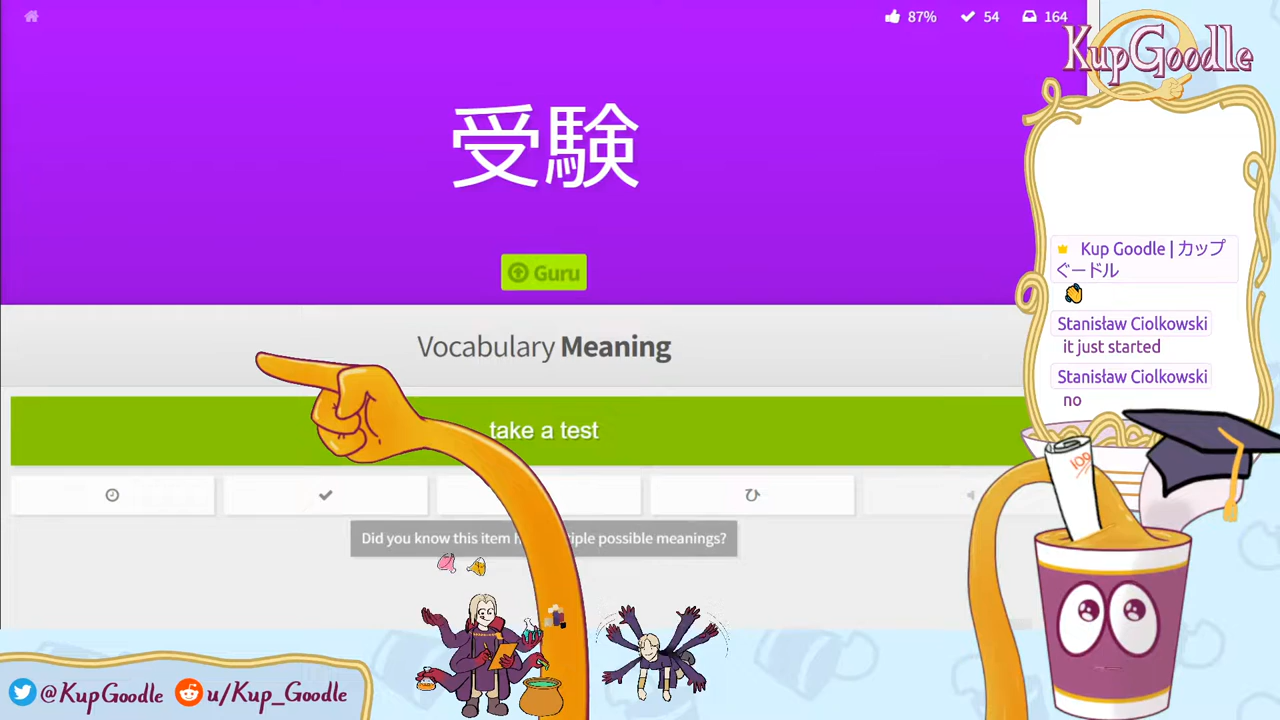 87% 54 164
KupGoodle
受験
Guru
Vocabulary Meaning
take a test
ひ
Did you know this item h iple possible meanings?
Kup Goodle | カップ
ぐードル
Stanisław Ciolkowski
it just started
Stanisław Ciolkowski
no
100
@KupGoodle u/Kup_Goodle